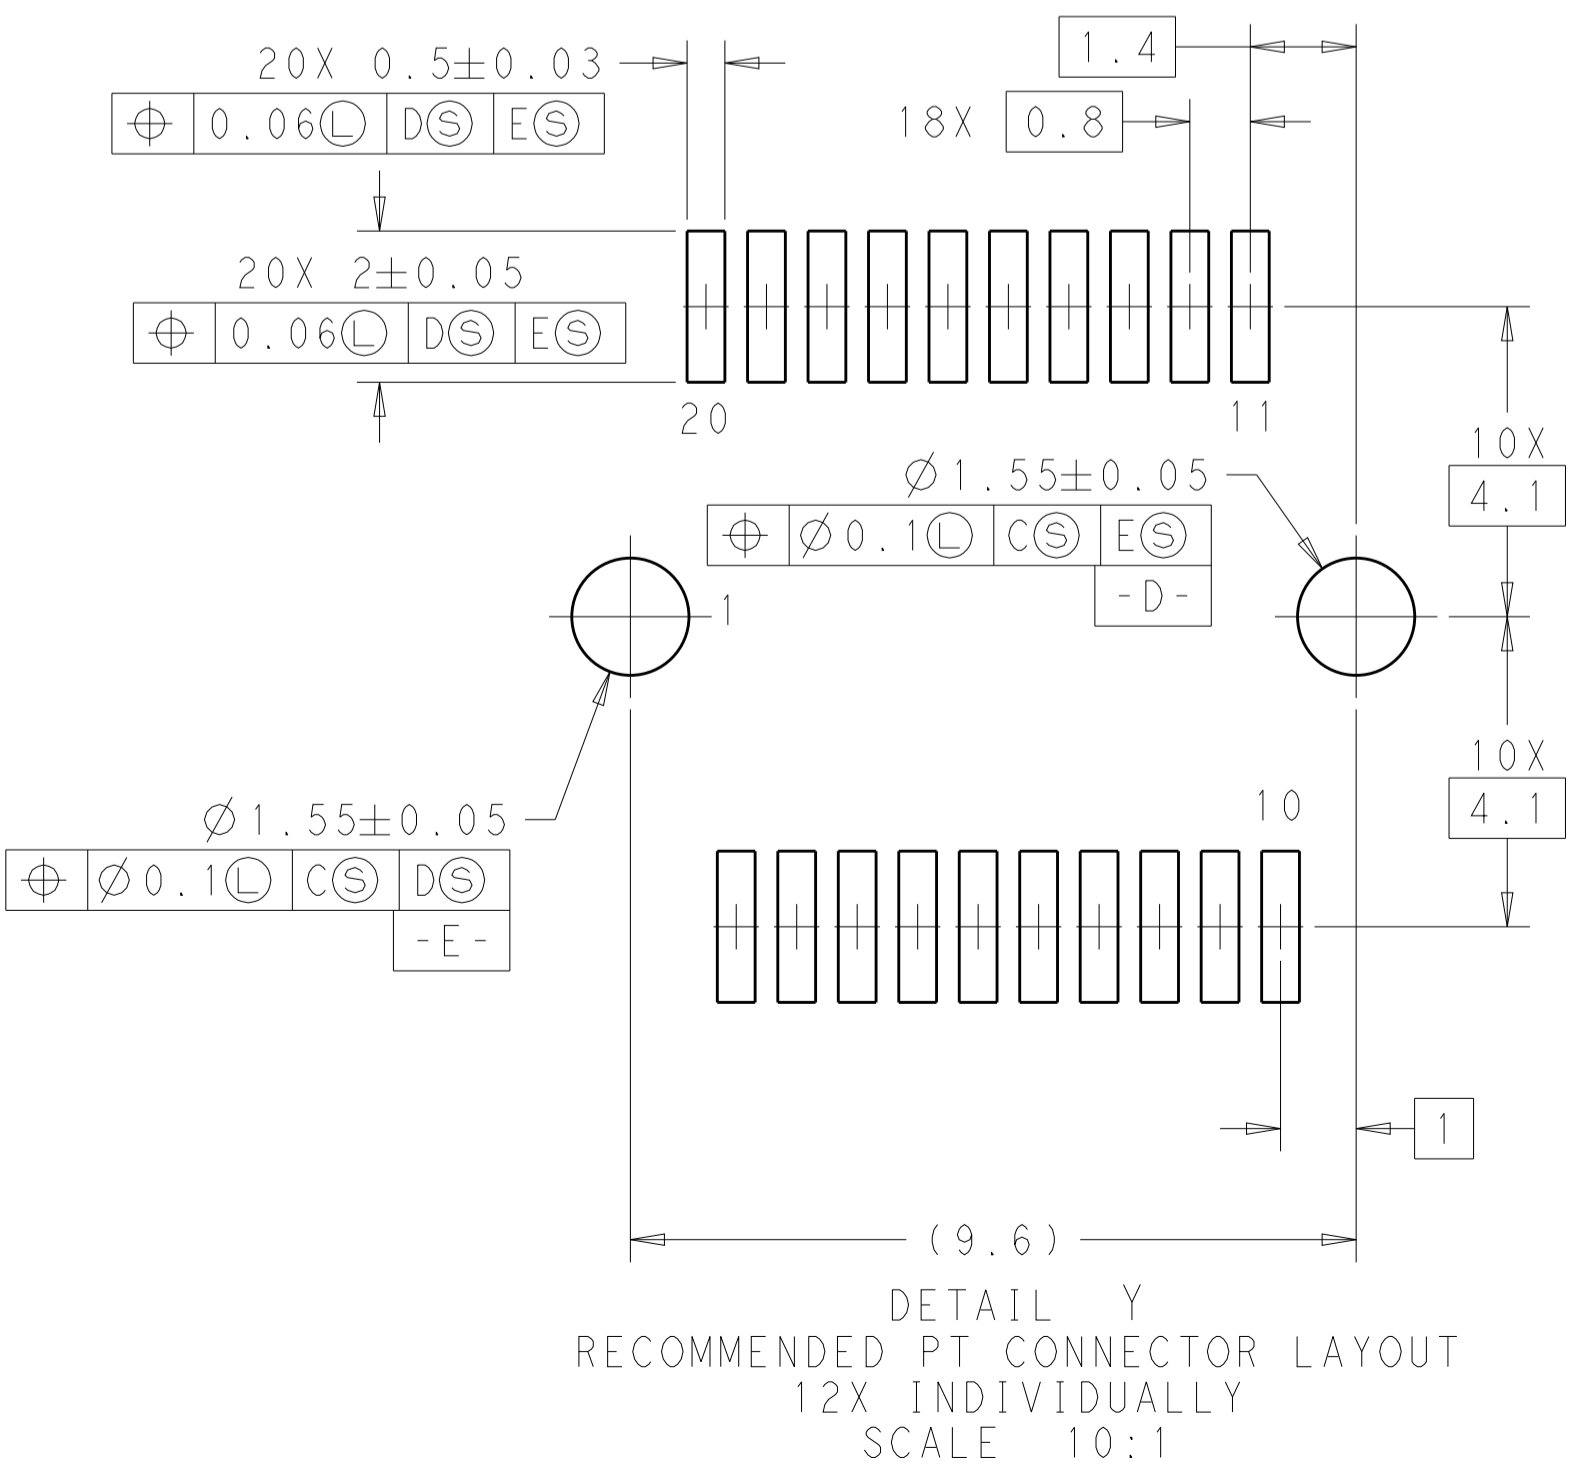 20X 0.5±0.03
⌖ 0.06Ⓛ DⓈ EⓈ
1.4
18X 0.8
20X 2±0.05
⌖ 0.06Ⓛ DⓈ EⓈ
20
11
10X
4.1
Ø1.55±0.05
⌖ Ø0.1Ⓛ CⓈ EⓈ
-D-
1
10X
4.1
10
Ø1.55±0.05
⌖ Ø0.1Ⓛ CⓈ DⓈ
-E-
1
(9.6)
DETAIL Y
RECOMMENDED PT CONNECTOR LAYOUT
12X INDIVIDUALLY
SCALE 10:1